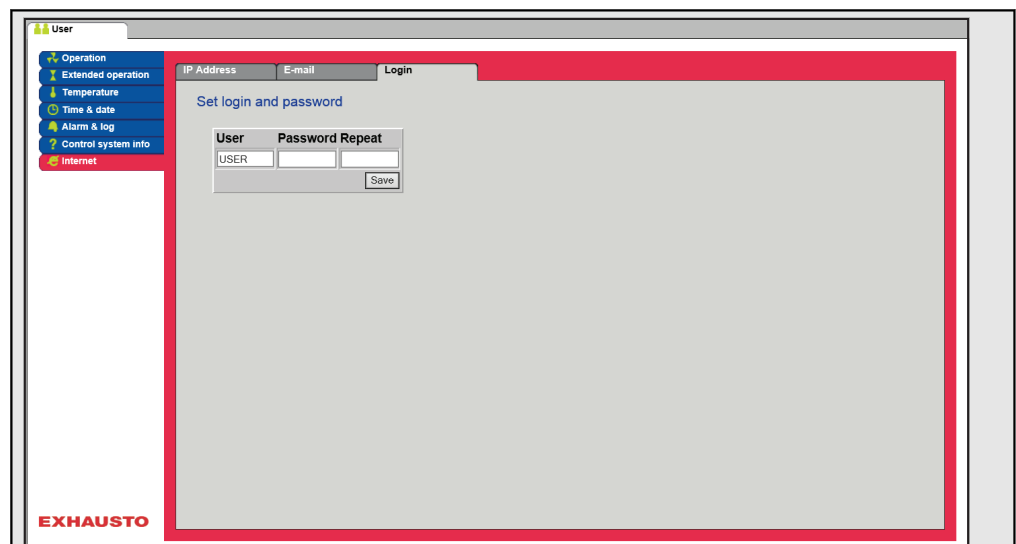 User
Operation
Extended operation
Temperature
Time & date
Alarm & log
Control system info
Internet
IP Address E-mail Login
Set login and password
User Password Repeat
USER
Save
EXHAUSTO